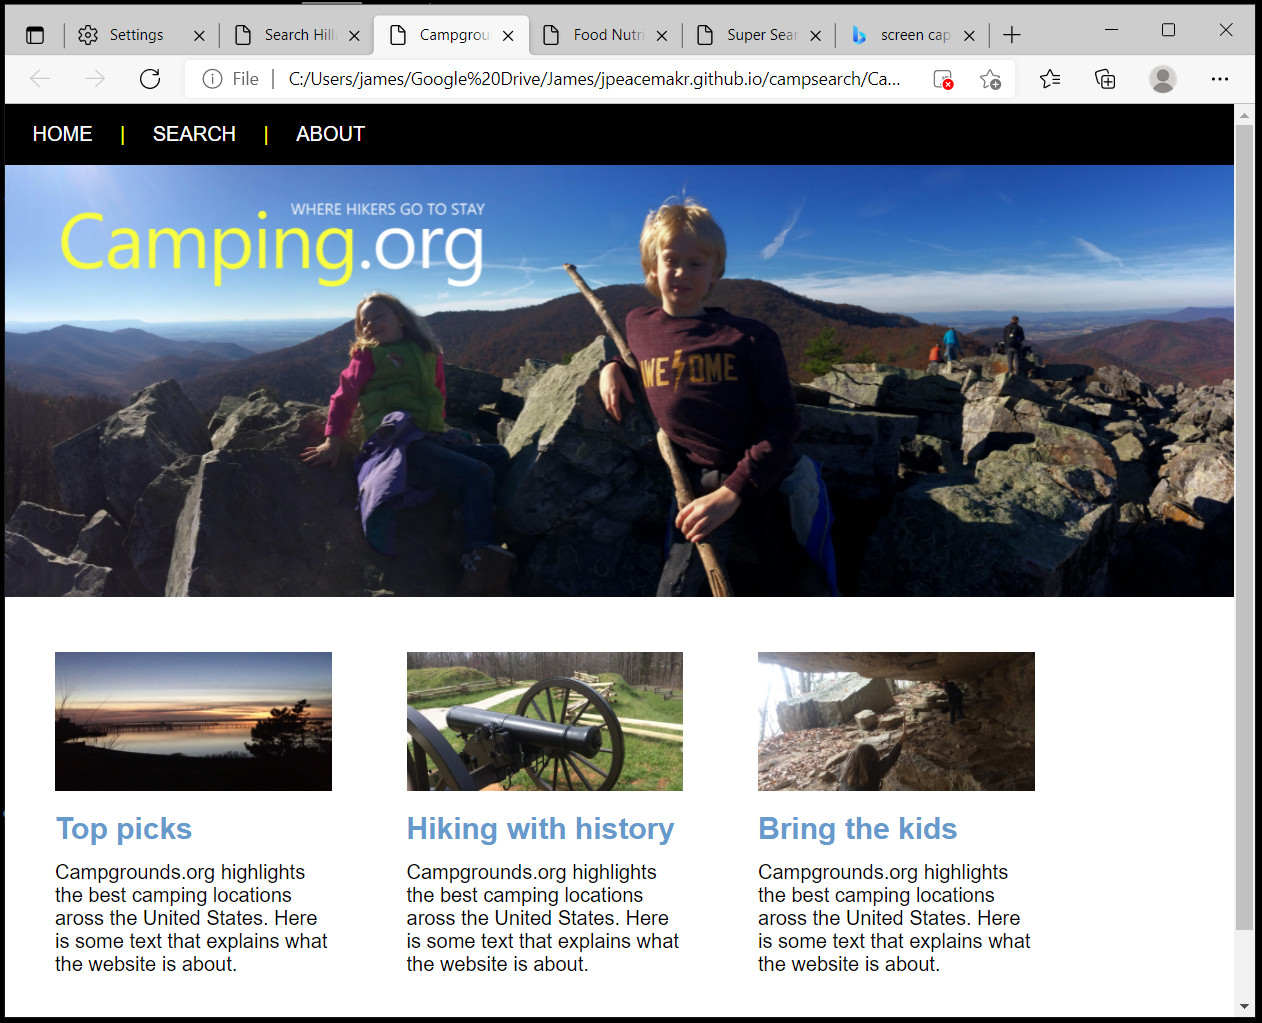 Settings
Search Hill
Campgrou
Food Nutri
Super Sear
screen cap
File
C:/Users/james/Google%20Drive/James/jpeacemakr.github.io/campsearch/Ca...
HOME | SEARCH | ABOUT
WHERE HIKERS GO TO STAY
Camping.org
AWESOME
Top picks
Campgrounds.org highlights
the best camping locations
aross the United States. Here
is some text that explains what
the website is about.
Hiking with history
Campgrounds.org highlights
the best camping locations
aross the United States. Here
is some text that explains what
the website is about.
Bring the kids
Campgrounds.org highlights
the best camping locations
aross the United States. Here
is some text that explains what
the website is about.